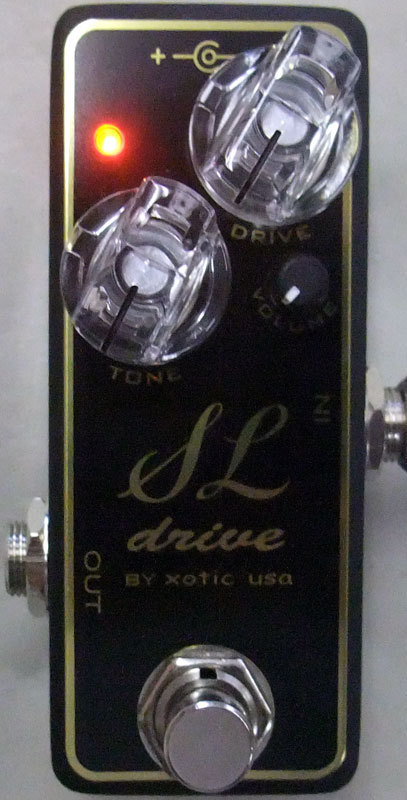 +
DRIVE
VOLUME
TONE
IN
SL
drive
BY xotic usa
OUT